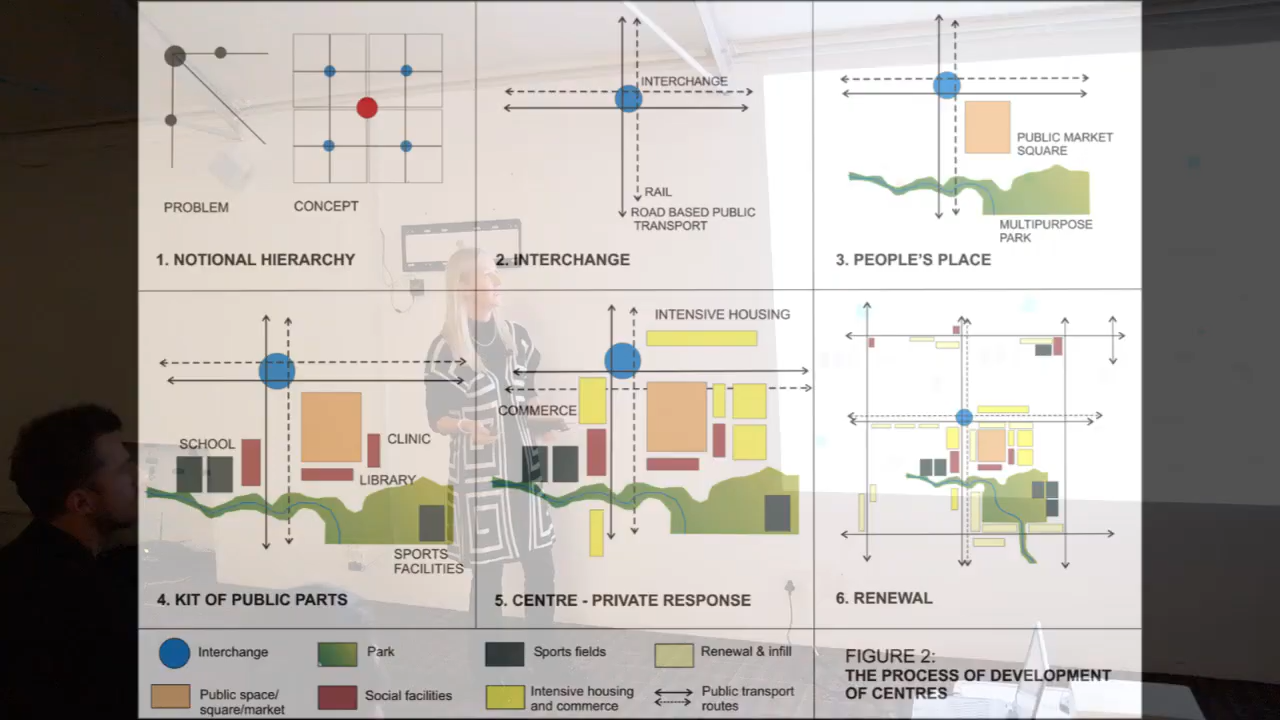 PROBLEM
CONCEPT
1. NOTIONAL HIERARCHY
INTERCHANGE
RAIL
ROAD BASED PUBLIC
TRANSPORT
2. INTERCHANGE
PUBLIC MARKET
SQUARE
MULTIPURPOSE
PARK
3. PEOPLE'S PLACE
SCHOOL
CLINIC
LIBRARY
SPORTS
FACILITIES
4. KIT OF PUBLIC PARTS
INTENSIVE HOUSING
COMMERCE
5. CENTRE - PRIVATE RESPONSE
6. RENEWAL
Interchange
Park
Sports fields
Renewal & infill
Public space/
square/market
Social facilities
Intensive housing
and commerce
Public transport
routes
FIGURE 2:
THE PROCESS OF DEVELOPMENT
OF CENTRES